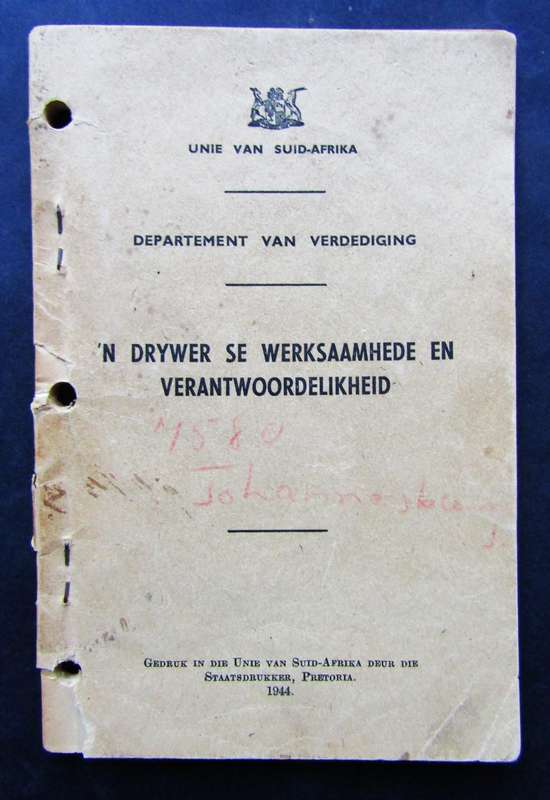 UNIE VAN SUID-AFRIKA
DEPARTEMENT VAN VERDEDIGING
'N DRYWER SE WERKSAAMHEDE EN
VERANTWOORDELIKHEID
7580
GEDRUK IN DIE UNIE VAN SUID-AFRIKA DEUR DIE
STAATSDRUKKER, PRETORIA.
1944.